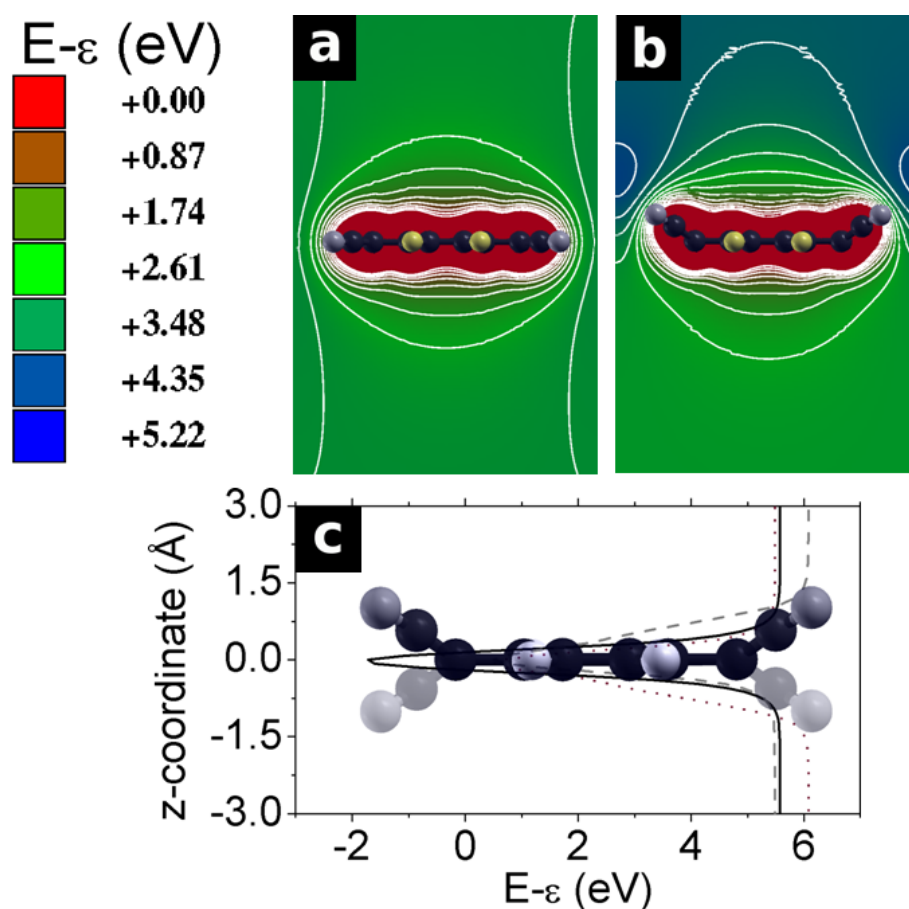 E-ε (eV)
+0.00
+0.87
+1.74
+2.61
+3.48
+4.35
+5.22
a
b
c
z-coordinate (Å)
3.0
1.5
0.0
-1.5
-3.0
-2 0 2 4 6
E-ε (eV)